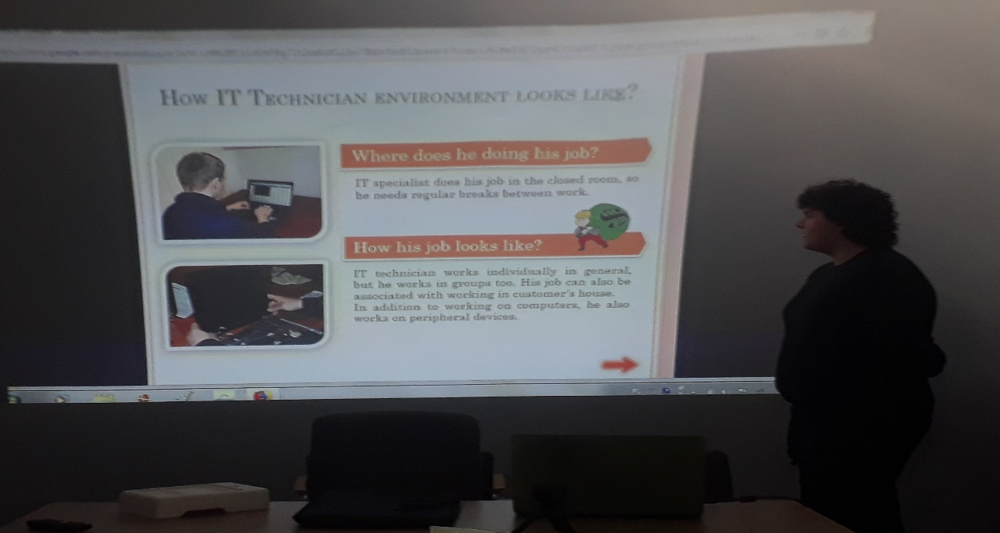 How IT Technician environment looks like?
Where does he doing his job?
IT specialist does his job in the closed room, so
he needs regular breaks between work.
How his job looks like?
IT technician works individually in general,
but he works in groups too. His job can also be
associated with working in customer's house.
In addition to working on computers, he also
works on peripheral devices.